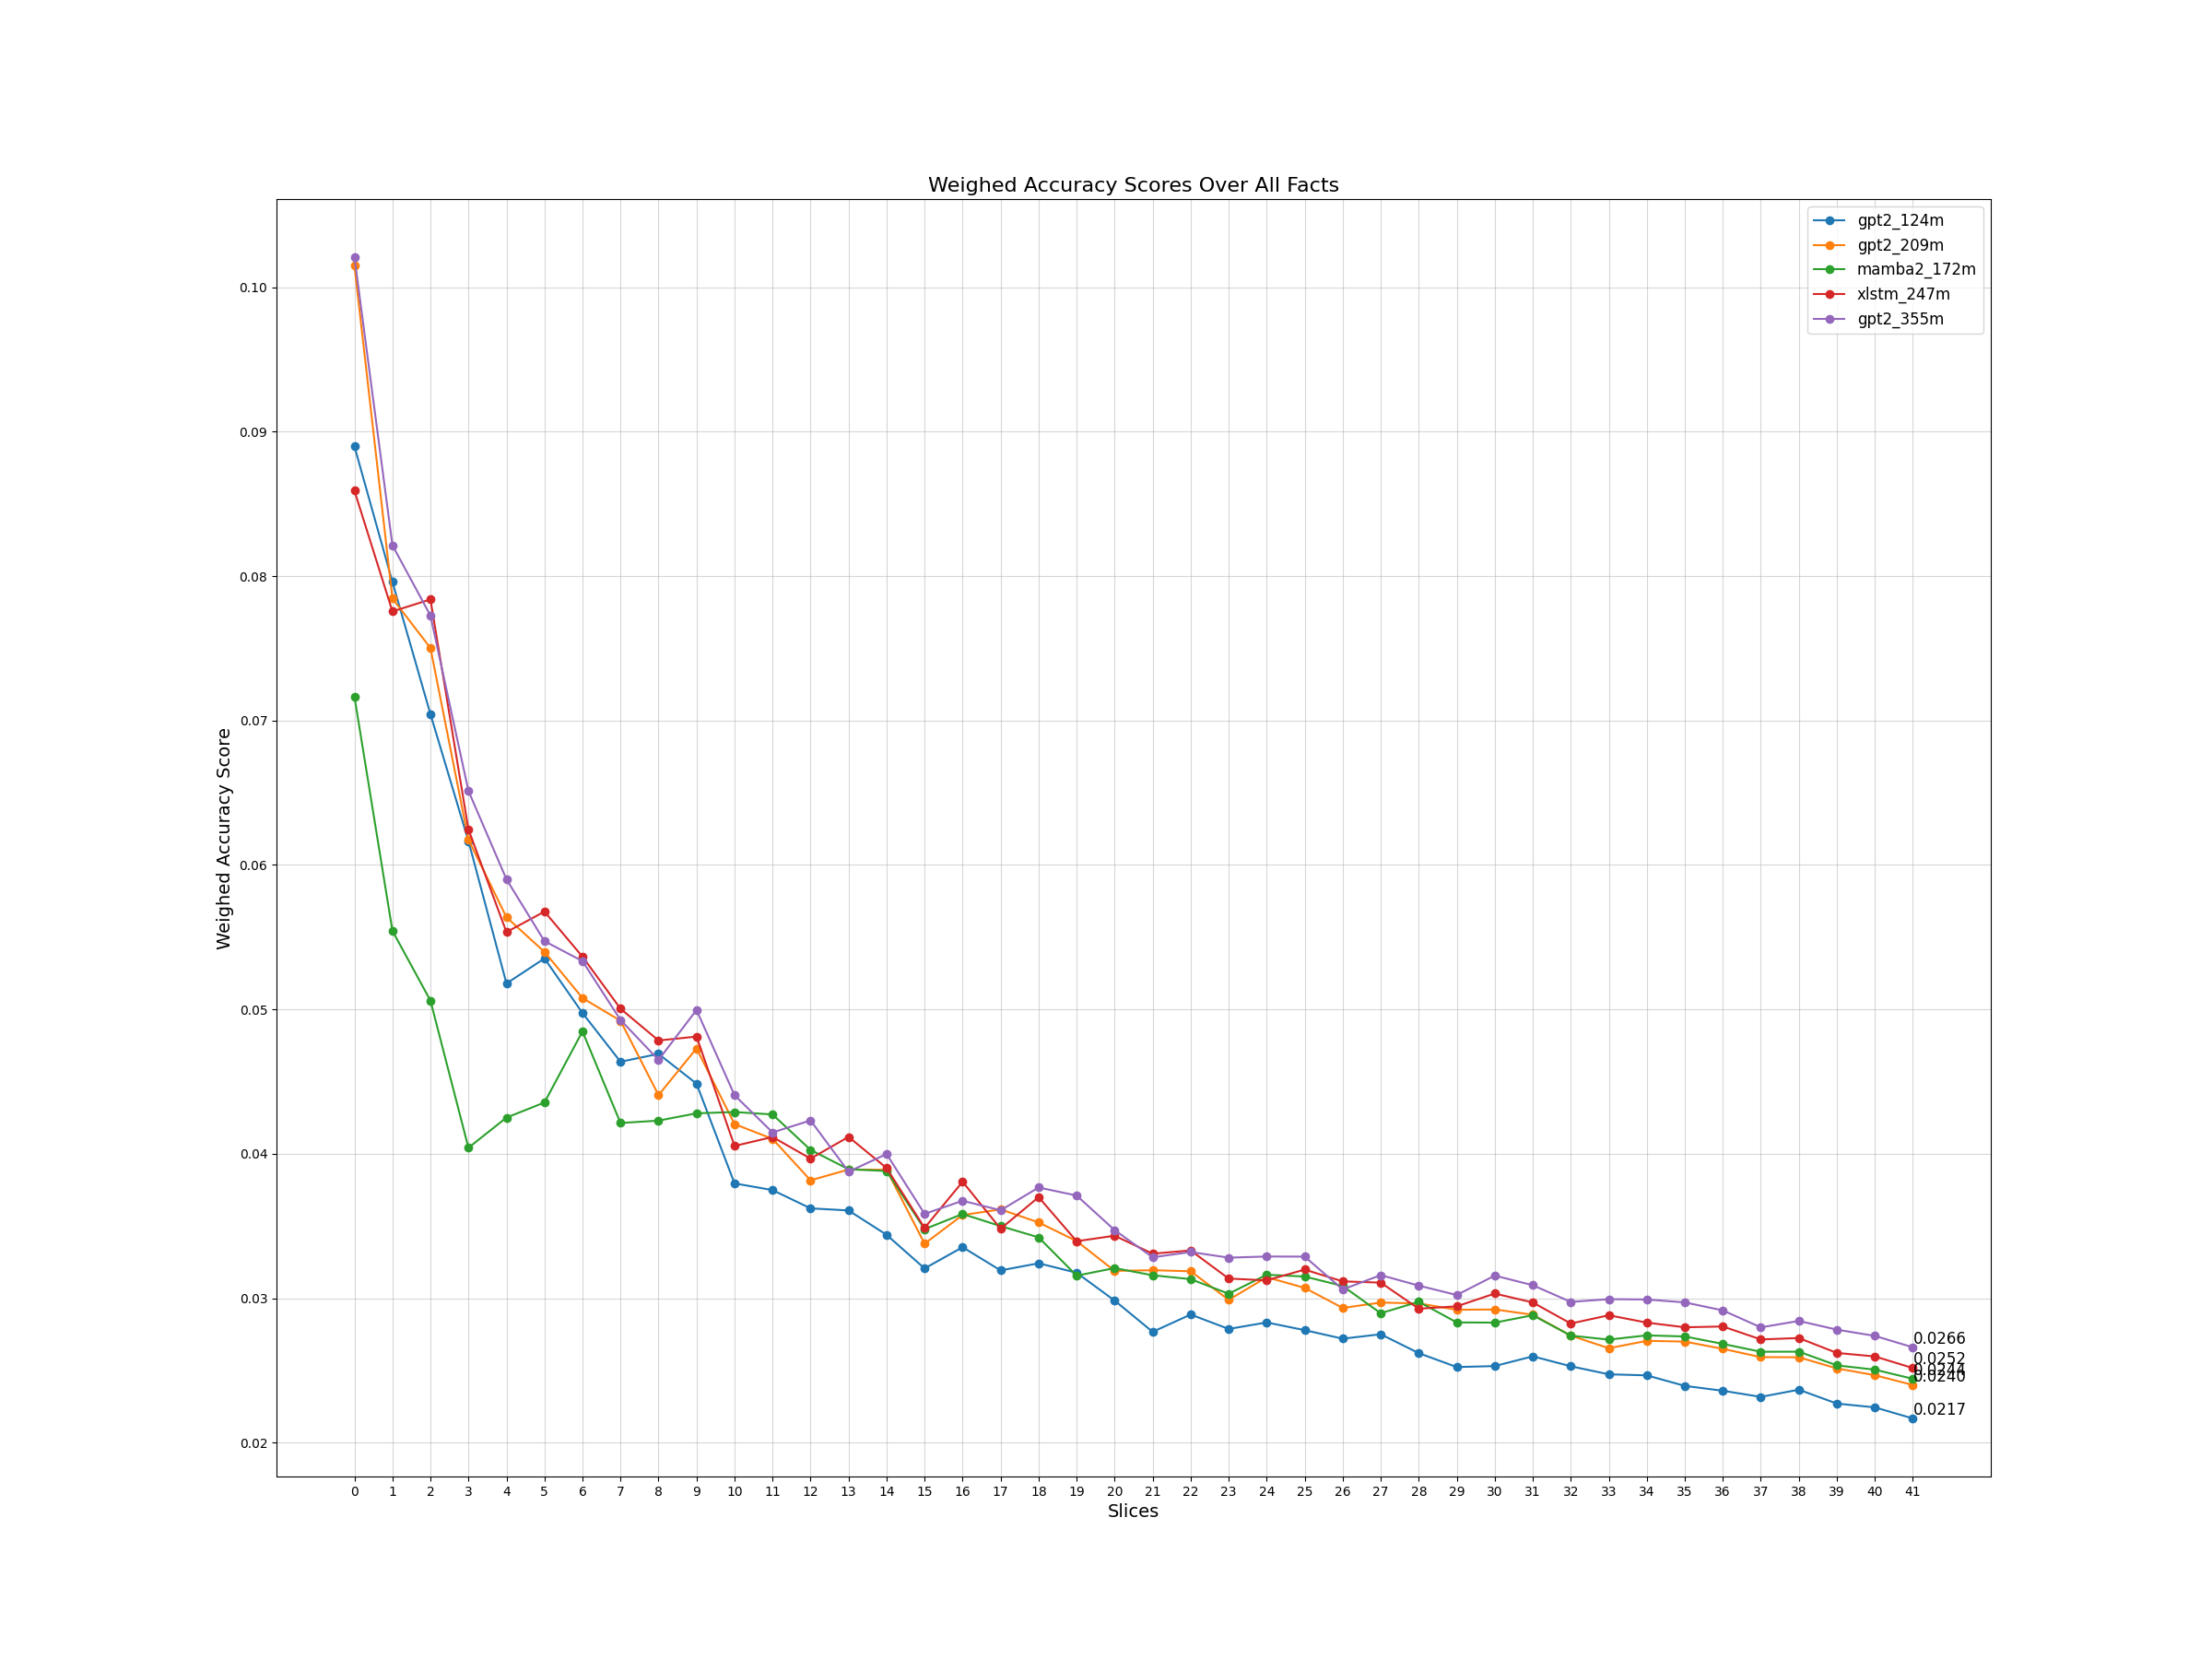 Weighed Accuracy Scores Over All Facts
gpt2_124m
gpt2_209m
mamba2_172m
xlstm_247m
gpt2_355m
0.10
0.09
0.08
0.07
0.06
0.05
0.04
0.03
0.02
Weighed Accuracy Score
0.0266
0.0252
0.0244
0.0240
0.0217
0 1 2 3 4 5 6 7 8 9 10 11 12 13 14 15 16 17 18 19 20 21 22 23 24 25 26 27 28 29 30 31 32 33 34 35 36 37 38 39 40 41
Slices